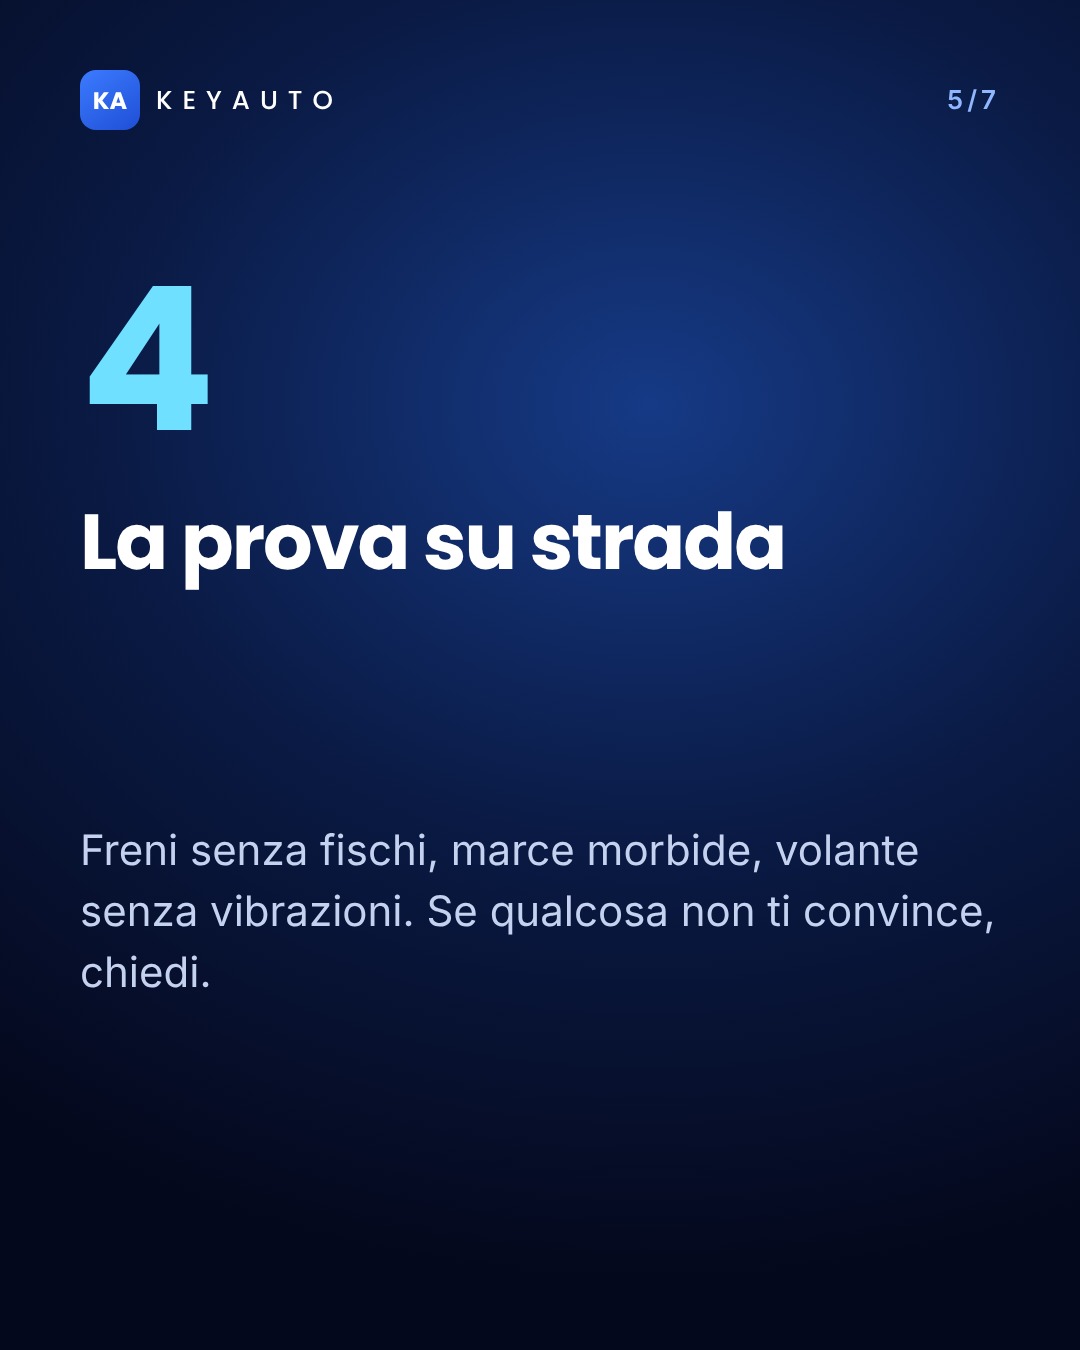 KA KEYAUTO 5/7
4
La prova su strada
Freni senza fischi, marce morbide, volante
senza vibrazioni. Se qualcosa non ti convince,
chiedi.